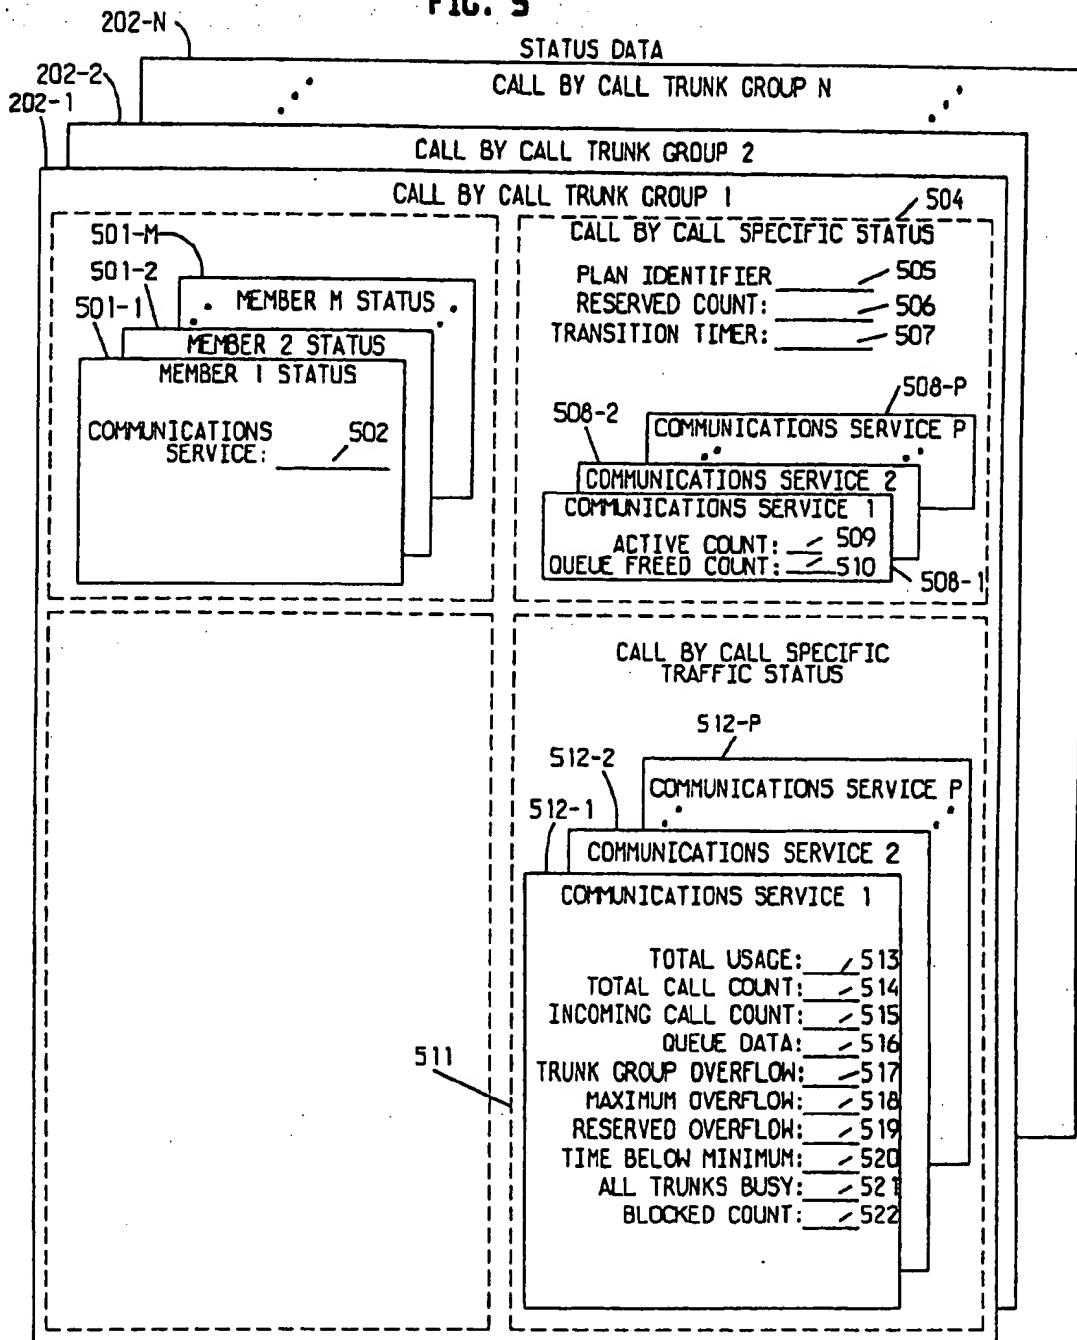 FIG. 5
202-N
STATUS DATA
202-2
CALL BY CALL TRUNK GROUP N
202-1
CALL BY CALL TRUNK GROUP 2
CALL BY CALL TRUNK GROUP 1
501-M
501-2
501-1
MEMBER M STATUS
MEMBER 2 STATUS
MEMBER 1 STATUS
COMMUNICATIONS
SERVICE: 502
504
CALL BY CALL SPECIFIC STATUS
PLAN IDENTIFIER 505
RESERVED COUNT: 506
TRANSITION TIMER: 507
508-P
508-2
COMMUNICATIONS SERVICE P
COMMUNICATIONS SERVICE 2
COMMUNICATIONS SERVICE 1
ACTIVE COUNT: 509
QUEUE FREED COUNT: 510
508-1
CALL BY CALL SPECIFIC
TRAFFIC STATUS
512-P
512-2
COMMUNICATIONS SERVICE P
512-1
COMMUNICATIONS SERVICE 2
COMMUNICATIONS SERVICE 1
TOTAL USAGE: 513
TOTAL CALL COUNT: 514
INCOMING CALL COUNT: 515
QUEUE DATA: 516
511
TRUNK GROUP OVERFLOW: 517
MAXIMUM OVERFLOW: 518
RESERVED OVERFLOW: 519
TIME BELOW MINIMUM: 520
ALL TRUNKS BUSY: 521
BLOCKED COUNT: 522